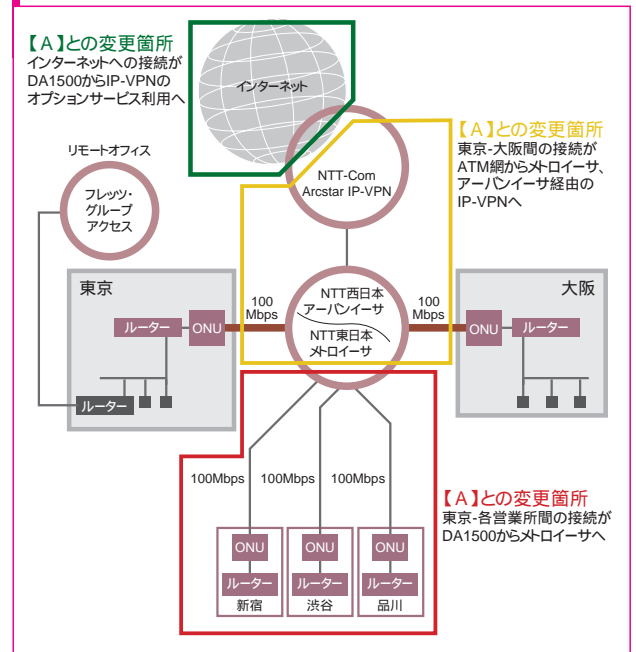 【A】との変更箇所
インターネットへの接続が
DA1500からIP-VPNの
オプションサービス利用へ
インターネット
【A】との変更箇所
東京-大阪間の接続が
ATM網からメトロイーサ、
アーバンイーサ経由の
IP-VPNへ
NTT-Com
Arcstar IP-VPN
リモートオフィス
フレッツ・
グループ
アクセス
東京
ルーター
ONU
ルーター
100
Mbps
NTT西日本
アーバンイーサ
NTT東日本
メトロイーサ
100
Mbps
大阪
ONU
ルーター
100Mbps
100Mbps
100Mbps
【A】との変更箇所
東京-各営業所間の接続が
DA1500からメトロイーサへ
ONU
ルーター
新宿
ONU
ルーター
渋谷
ONU
ルーター
品川